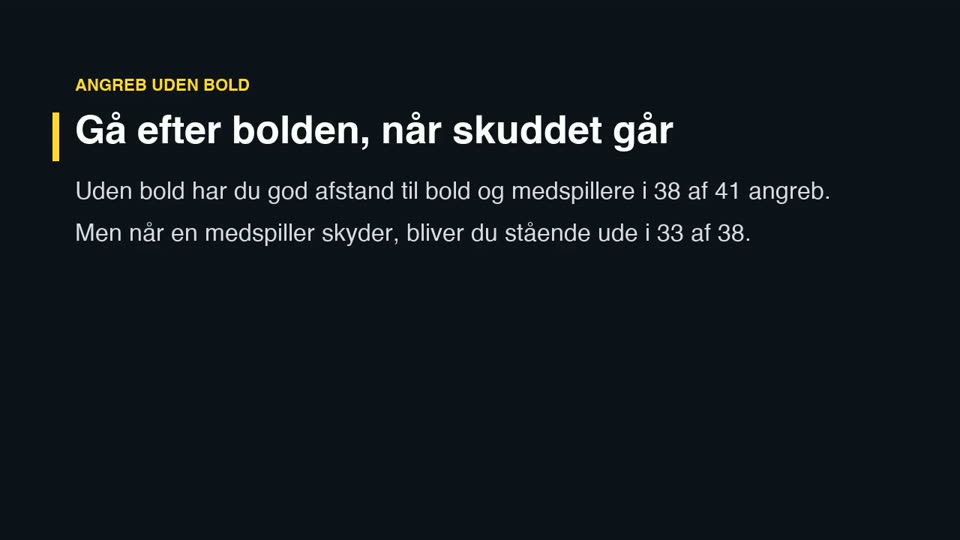 ANGREB UDEN BOLD
Gå efter bolden, når skuddet går
Uden bold har du god afstand til bold og medspillere i 38 af 41 angreb.
Men når en medspiller skyder, bliver du stående ude i 33 af 38.